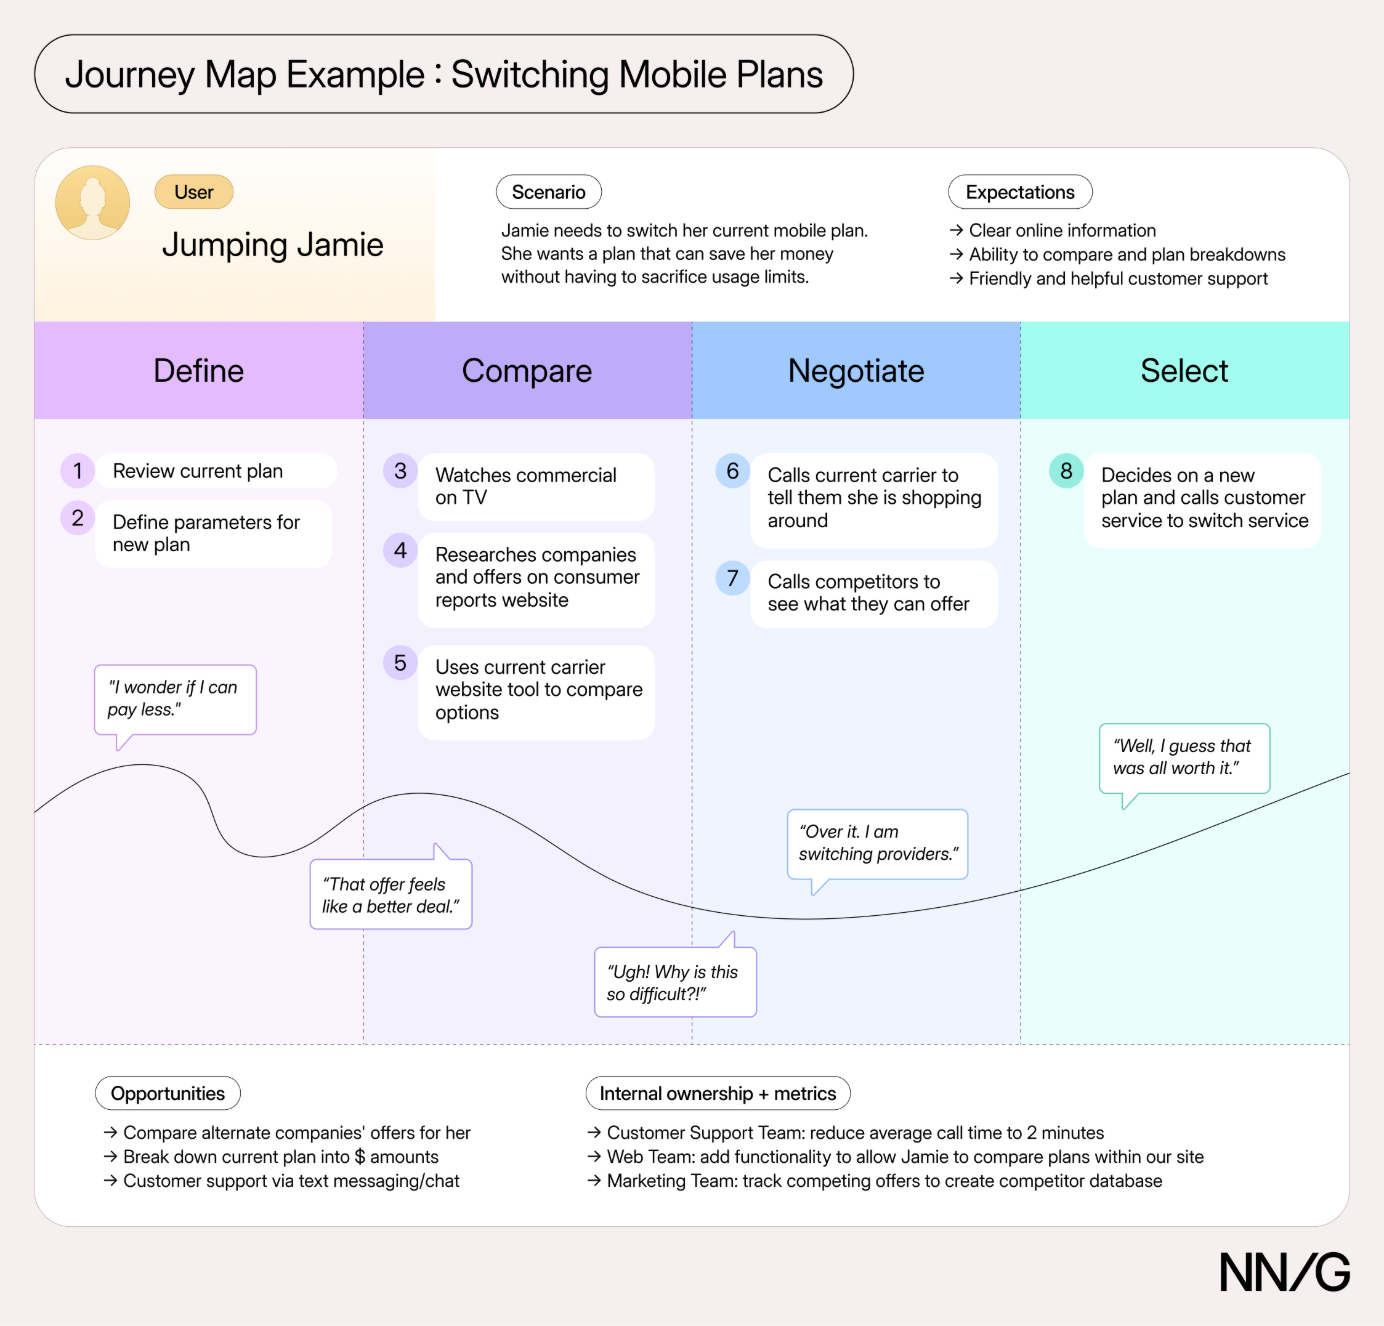 Journey Map Example : Switching Mobile Plans
User
Jumping Jamie
Scenario
Jamie needs to switch her current mobile plan.
She wants a plan that can save her money
without having to sacrifice usage limits.
Expectations
→ Clear online information
→ Ability to compare and plan breakdowns
→ Friendly and helpful customer support
Define
Compare
Negotiate
Select
1
Review current plan
2
Define parameters for
new plan
3
Watches commercial
on TV
4
Researches companies
and offers on consumer
reports website
5
Uses current carrier
website tool to compare
options
6
Calls current carrier to
tell them she is shopping
around
7
Calls competitors to
see what they can offer
8
Decides on a new
plan and calls customer
service to switch service
"I wonder if I can
pay less."
“That offer feels
like a better deal.”
“Ugh! Why is this
so difficult?!”
“Over it. I am
switching providers.”
“Well, I guess that
was all worth it.”
Opportunities
→ Compare alternate companies' offers for her
→ Break down current plan into $ amounts
→ Customer support via text messaging/chat
Internal ownership + metrics
→ Customer Support Team: reduce average call time to 2 minutes
→ Web Team: add functionality to allow Jamie to compare plans within our site
→ Marketing Team: track competing offers to create competitor database
NN/G